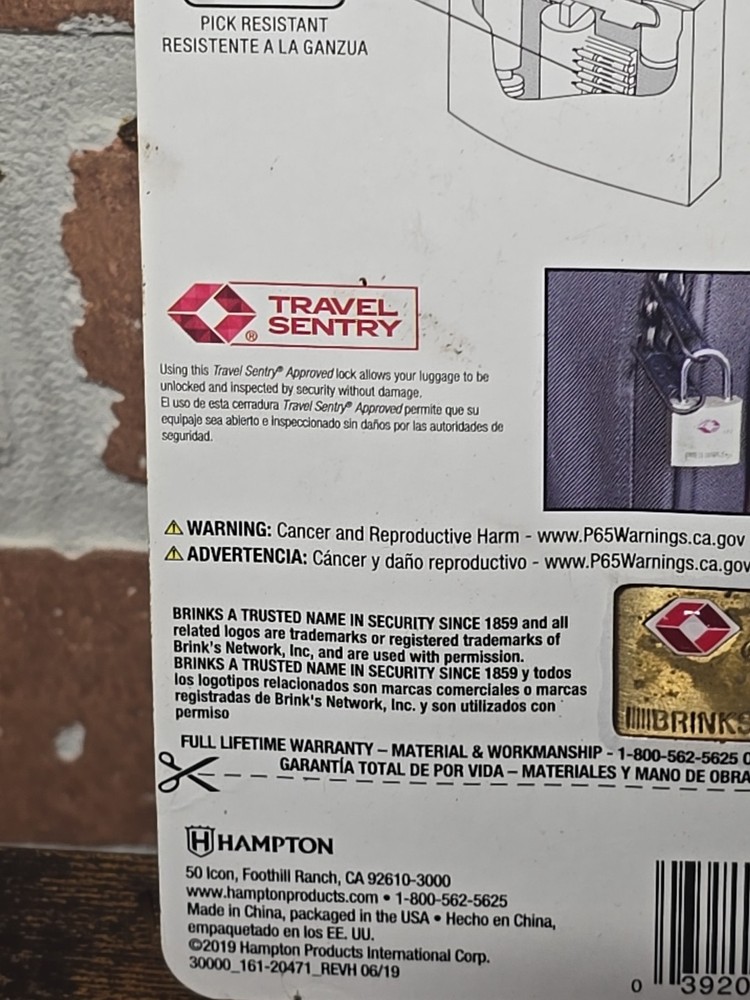 PICK RESISTANT
RESISTENTE A LA GANZUA
TRAVEL
SENTRY
®
Using this Travel Sentry® Approved lock allows your luggage to be
unlocked and inspected by security without damage.
El uso de esta cerradura Travel Sentry® Approved permite que su
equipaje sea abierto e inspeccionado sin daños por las autoridades de
seguridad.
WARNING: Cancer and Reproductive Harm - www.P65Warnings.ca.gov
ADVERTENCIA: Cáncer y daño reproductivo - www.P65Warnings.ca.gov
BRINKS A TRUSTED NAME IN SECURITY SINCE 1859 and all
related logos are trademarks or registered trademarks of
Brink's Network, Inc, and are used with permission.
BRINKS A TRUSTED NAME IN SECURITY SINCE 1859 y todos
los logotipos relacionados son marcas comerciales o marcas
registradas de Brink's Network, Inc. y son utilizados con
permiso
BRINKS
FULL LIFETIME WARRANTY – MATERIAL & WORKMANSHIP - 1-800-562-5625
GARANTÍA TOTAL DE POR VIDA – MATERIALES Y MANO DE OBRA
HAMPTON
50 Icon, Foothill Ranch, CA 92610-3000
www.hamptonproducts.com • 1-800-562-5625
Made in China, packaged in the USA • Hecho en China,
empaquetado en los EE. UU.
©2019 Hampton Products International Corp.
30000_161-20471_REVH 06/19
0 3920